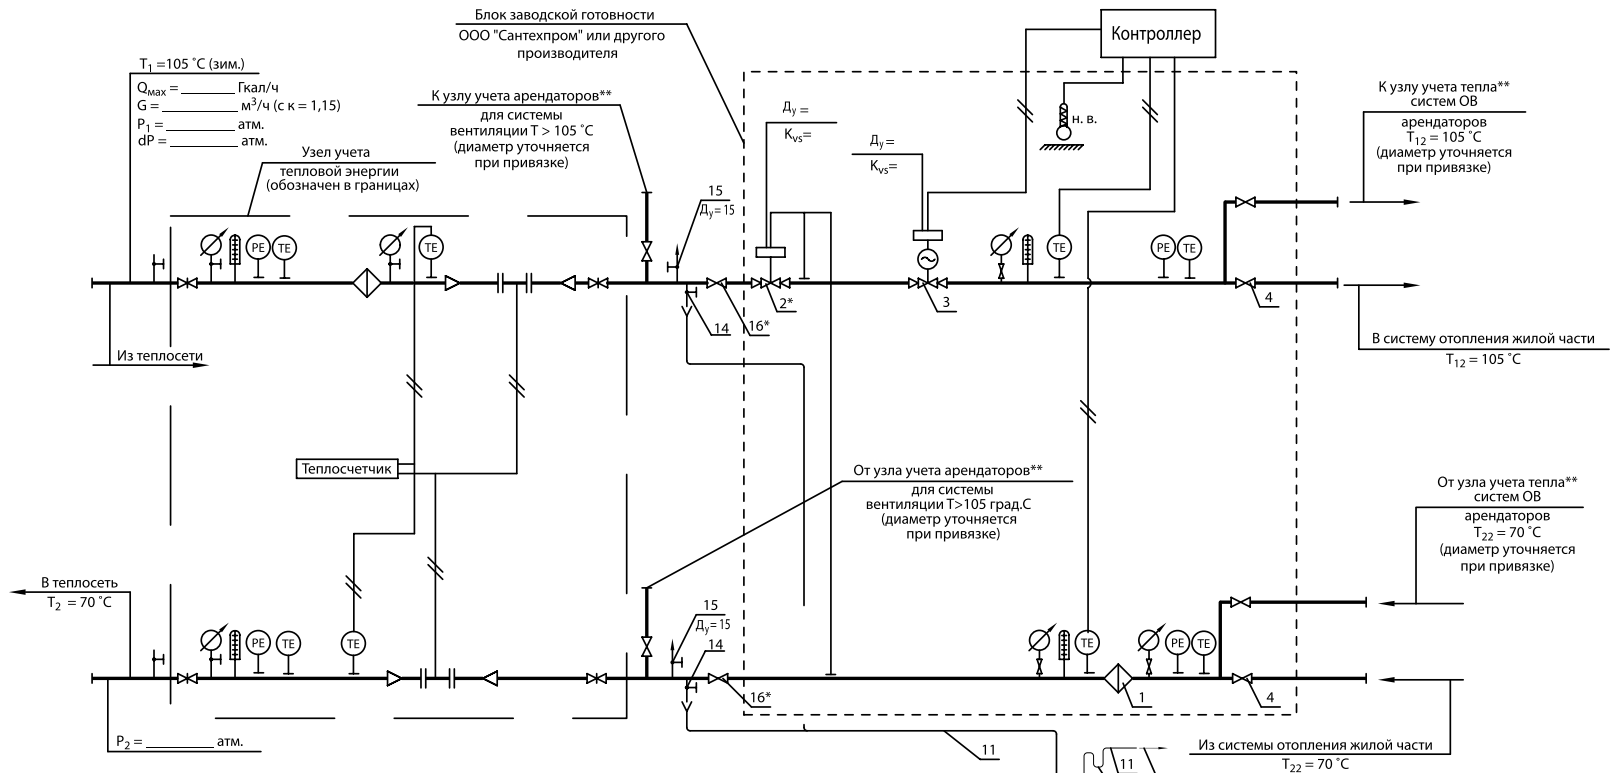 Блок заводской готовности
ООО "Сантехпром" или другого
производителя
Контроллер
T1 =105 ˚C (зим.)
Qмах = _______ Гкал/ч
G = __________ м³/ч (с к = 1,15)
P1 = _________ атм.
dP = _________ атм.
Узел учета
тепловой энергии
(обозначен в границах)
К узлу учета арендаторов**
для системы
вентиляции T > 105 ˚C
(диаметр уточняется
при привязке)
Ду =
Kvs=
Ду =
Kvs=
н. в.
К узлу учета тепла**
систем ОВ
арендаторов
T12 = 105 ˚C
(диаметр уточняется
при привязке)
15
Ду= 15
PE
TE
TE
TE
PE
TE
14
16*
2*
3
4
Из теплосети
В систему отопления жилой части
T12 = 105 ˚C
Теплосчетчик
От узла учета арендаторов**
для системы
вентиляции T>105 град.С
(диаметр уточняется
при привязке)
От узла учета тепла**
систем ОВ
арендаторов
T22 = 70 ˚C
(диаметр уточняется
при привязке)
В теплосеть
T2 = 70 ˚C
15
Ду= 15
14
PE
TE
TE
TE
PE
TE
16*
1
4
P2 = __________ атм.
11
11
Из системы отопления жилой части
T22 = 70 ˚C